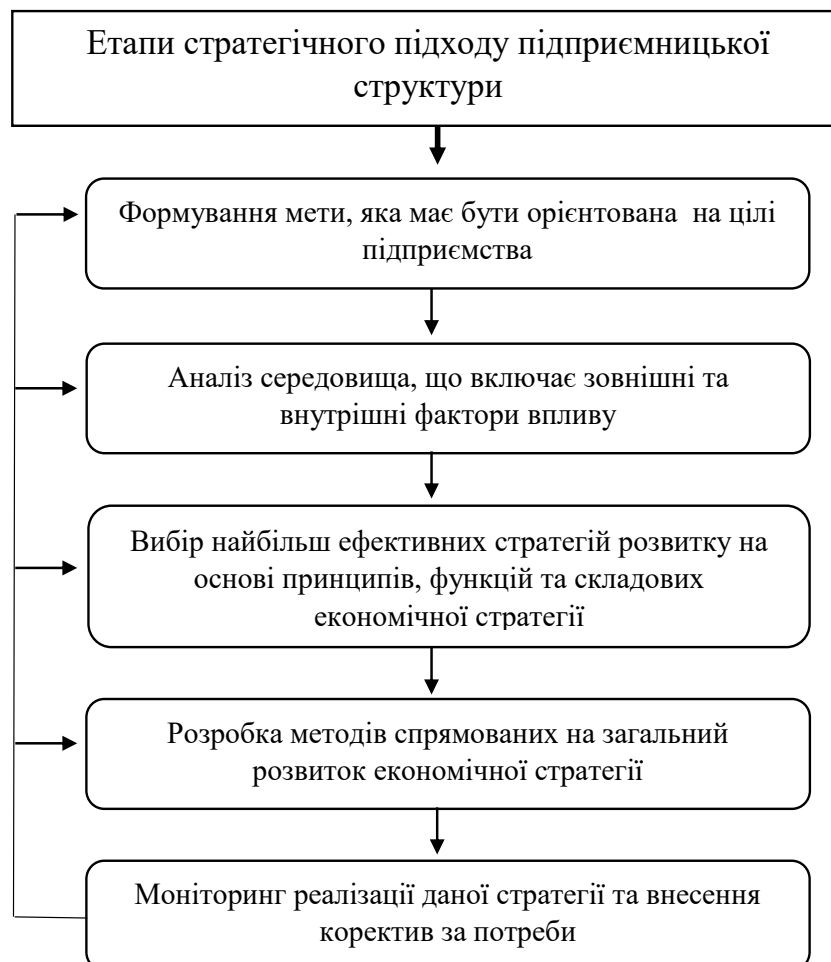 Етапи стратегічного підходу підприємницької
структури
Формування мети, яка має бути орієнтована на цілі
підприємства
Аналіз середовища, що включає зовнішні та
внутрішні фактори впливу
Вибір найбільш ефективних стратегій розвитку на
основі принципів, функцій та складових
економічної стратегії
Розробка методів спрямованих на загальний
розвиток економічної стратегії
Моніторинг реалізації даної стратегії та внесення
коректив за потреби